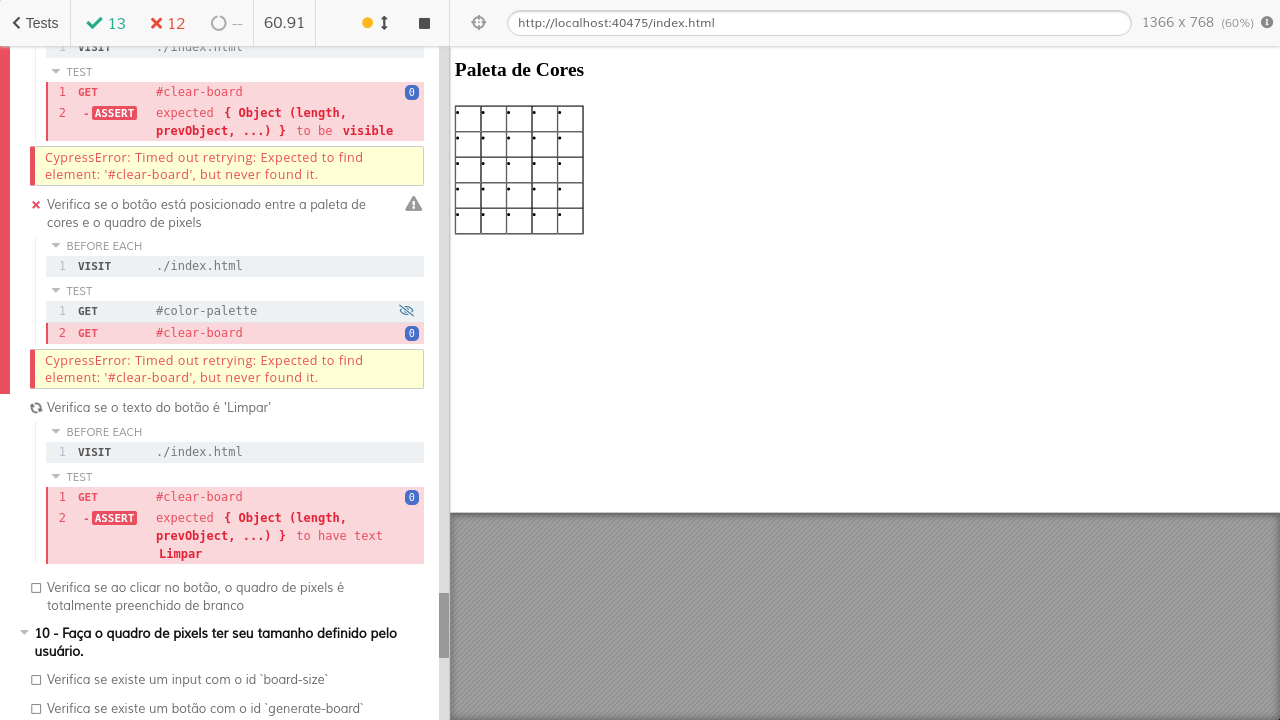 Tests
13
12
--
60.91
http://localhost:40475/index.html
1366 x 768 (60%)
1 VISIT ./index.html
TEST
1 GET #clear-board 0
2 - ASSERT expected { Object (length,
prevObject, ...) } to be visible
CypressError: Timed out retrying: Expected to find
element: '#clear-board', but never found it.
Verifica se o botão está posicionado entre a paleta de
cores e o quadro de pixels
BEFORE EACH
1 VISIT ./index.html
TEST
1 GET #color-palette
2 GET #clear-board 0
CypressError: Timed out retrying: Expected to find
element: '#clear-board', but never found it.
Verifica se o texto do botão é 'Limpar'
BEFORE EACH
1 VISIT ./index.html
TEST
1 GET #clear-board 0
2 - ASSERT expected { Object (length,
prevObject, ...) } to have text
Limpar
Verifica se ao clicar no botão, o quadro de pixels é
totalmente preenchido de branco
10 - Faça o quadro de pixels ter seu tamanho definido pelo
usuário.
Verifica se existe um input com o id `board-size`
Verifica se existe um botão com o id `generate-board`
Paleta de Cores